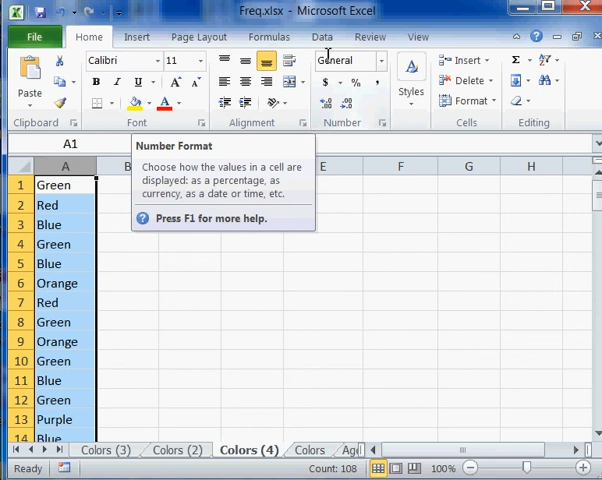 Freq.xlsx - Microsoft Excel
File Home Insert Page Layout Formulas Data Review View
Calibri 11 General
Paste B I U A A $ % , Styles Insert Delete Format Σ
Clipboard Font Alignment Number Cells Editing
A1
Number Format
Choose how the values in a cell are
displayed: as a percentage, as
currency, as a date or time, etc.
Press F1 for more help.
A B E F G H
1 Green
2 Red
3 Blue
4 Green
5 Blue
6 Orange
7 Red
8 Green
9 Orange
10 Green
11 Blue
12 Green
13 Purple
14 Blue
Colors (3) Colors (2) Colors (4) Colors
Ready Count: 108 100%